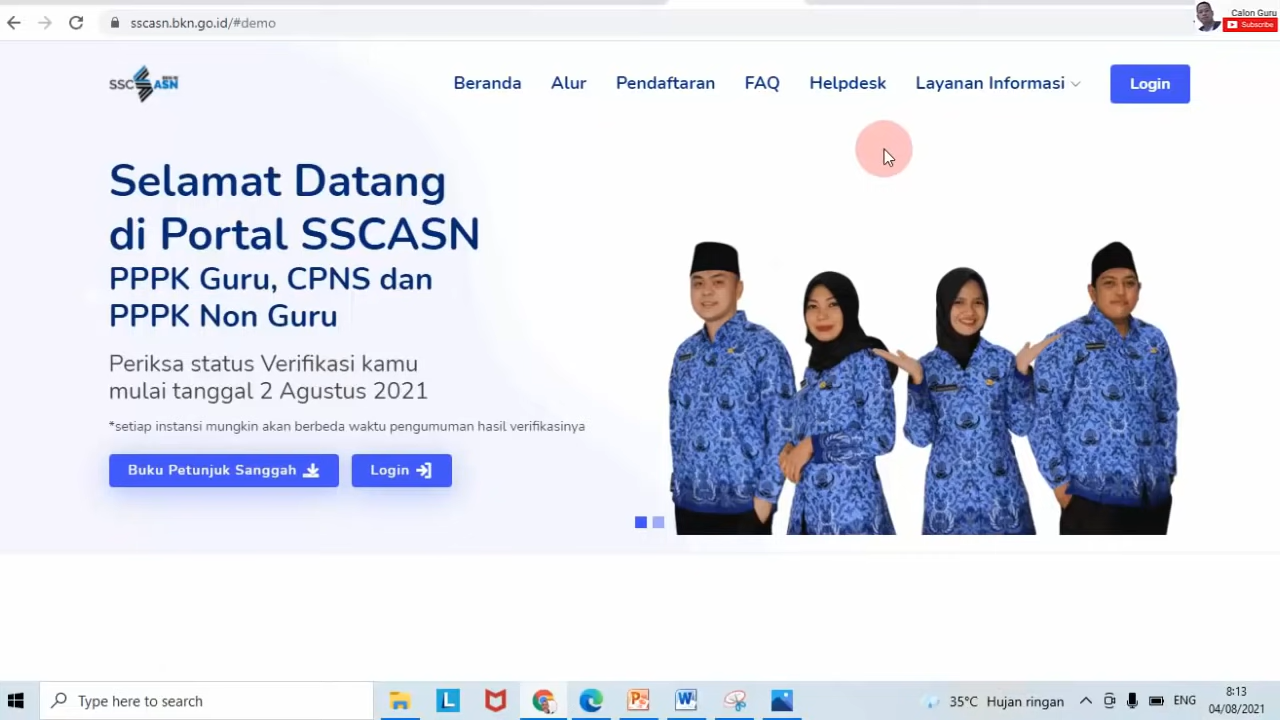 sscasn.bkn.go.id/#demo
Calon Guru
Subscribe
SSCASN
Beranda
Alur
Pendaftaran
FAQ
Helpdesk
Layanan Informasi
Login
Selamat Datang
di Portal SSCASN
PPPK Guru, CPNS dan
PPPK Non Guru
Periksa status Verifikasi kamu
mulai tanggal 2 Agustus 2021
*setiap instansi mungkin akan berbeda waktu pengumuman hasil verifikasinya
Buku Petunjuk Sanggah
Login
Type here to search
35°C Hujan ringan
ENG
8:13
04/08/2021